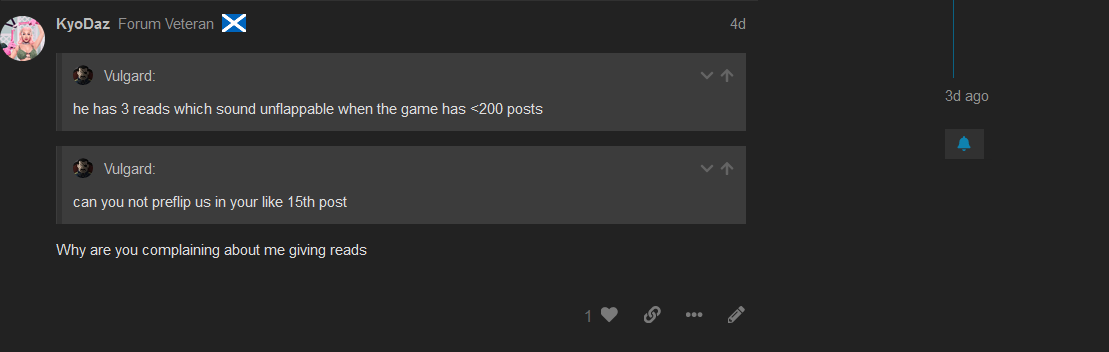 KyoDaz Forum Veteran 4d
Vulgard:
he has 3 reads which sound unflappable when the game has <200 posts
Vulgard:
can you not preflip us in your like 15th post
Why are you complaining about me giving reads
1
3d ago